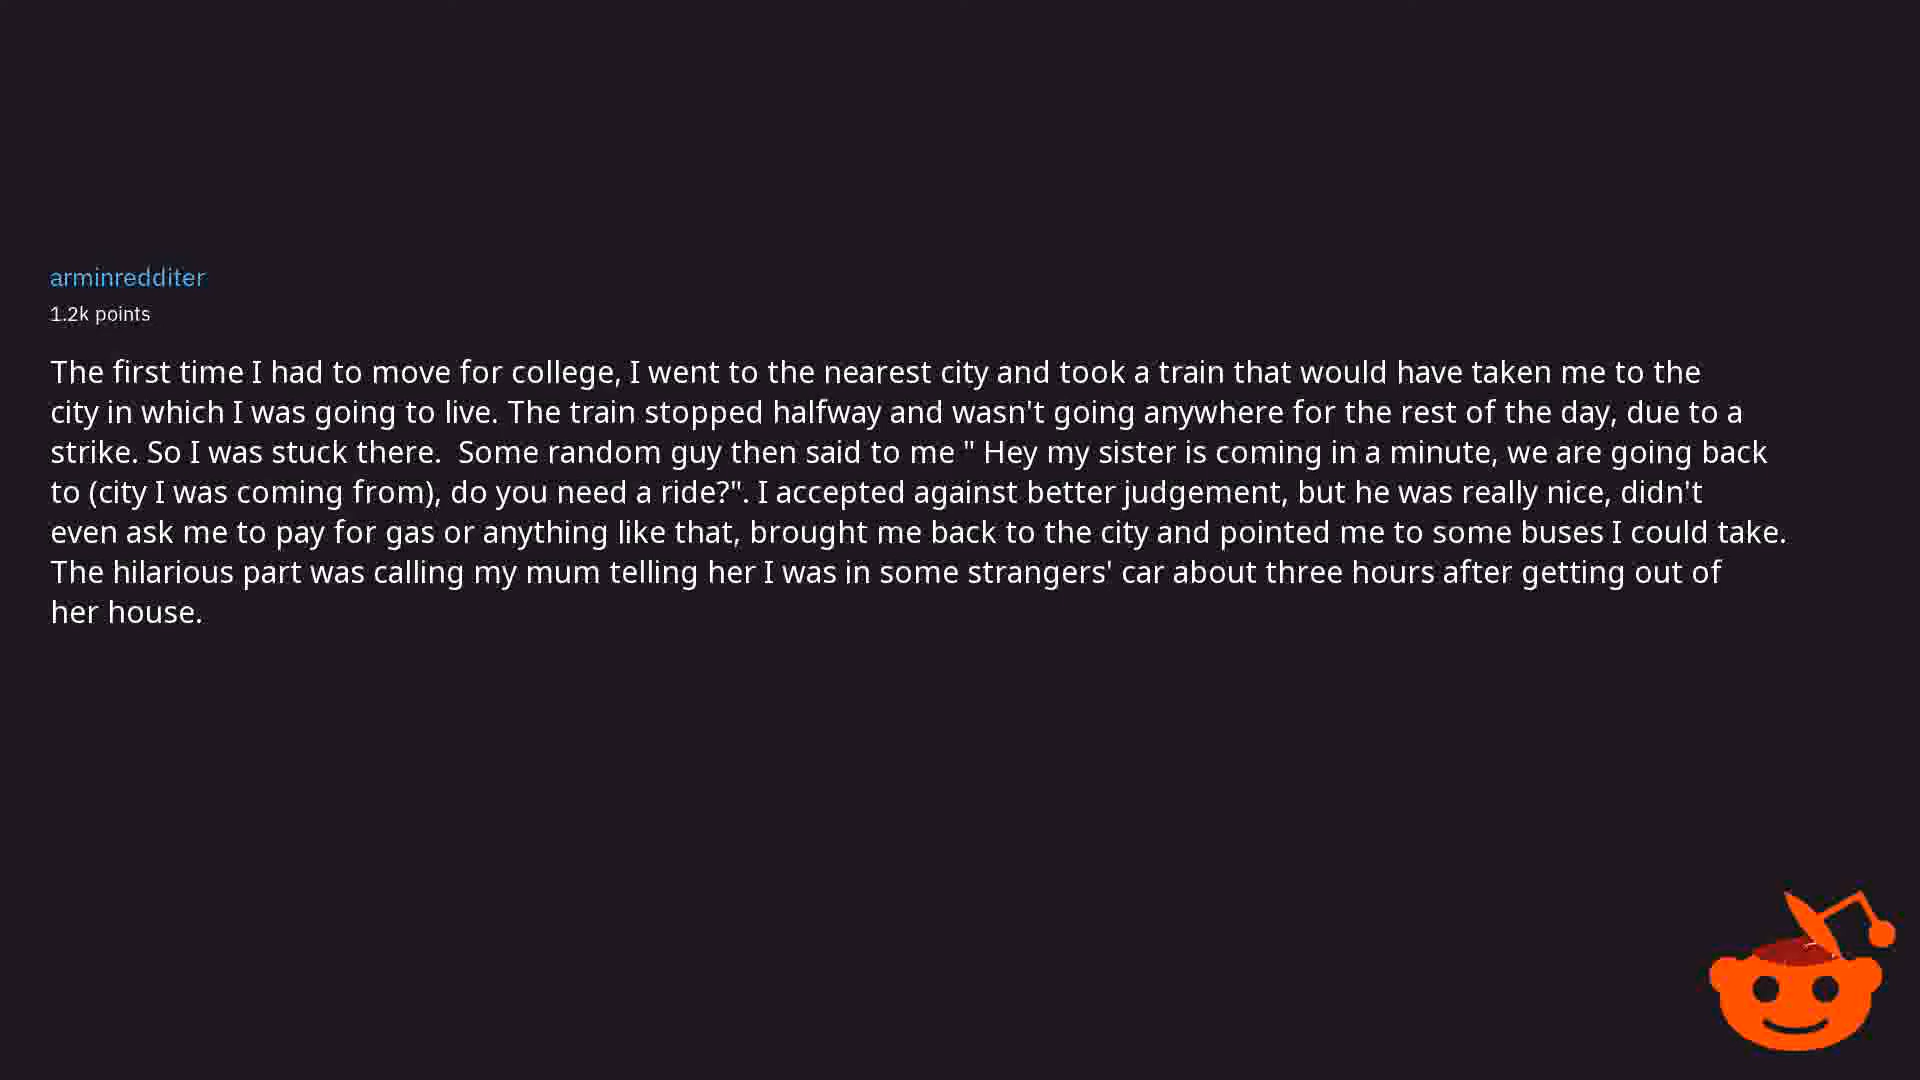 arminredditer
1.2k points
The first time I had to move for college, I went to the nearest city and took a train that would have taken me to the
city in which I was going to live. The train stopped halfway and wasn't going anywhere for the rest of the day, due to a
strike. So I was stuck there.  Some random guy then said to me " Hey my sister is coming in a minute, we are going back
to (city I was coming from), do you need a ride?". I accepted against better judgement, but he was really nice, didn't
even ask me to pay for gas or anything like that, brought me back to the city and pointed me to some buses I could take.
The hilarious part was calling my mum telling her I was in some strangers' car about three hours after getting out of
her house.